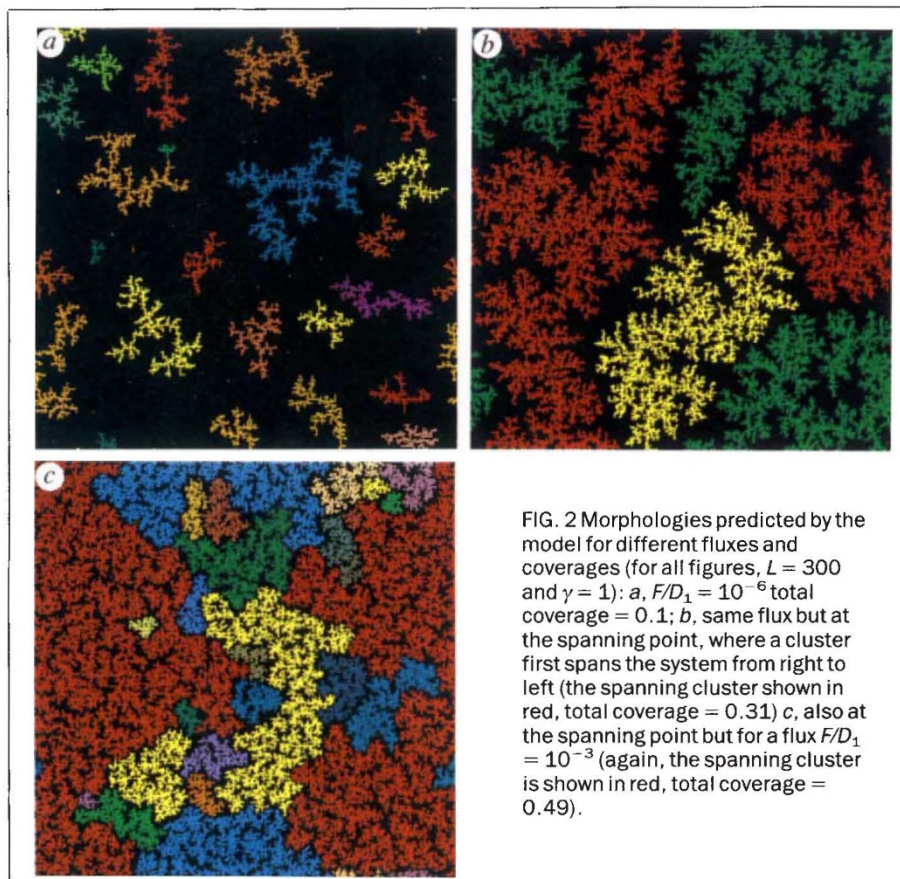 a
b
c
FIG. 2 Morphologies predicted by the
model for different fluxes and
coverages (for all figures, L = 300
and γ = 1): a, F/D₁ = 10⁻⁶ total
coverage = 0.1; b, same flux but at
the spanning point, where a cluster
first spans the system from right to
left (the spanning cluster shown in
red, total coverage = 0.31) c, also at
the spanning point but for a flux F/D₁
= 10⁻³ (again, the spanning cluster
is shown in red, total coverage =
0.49).